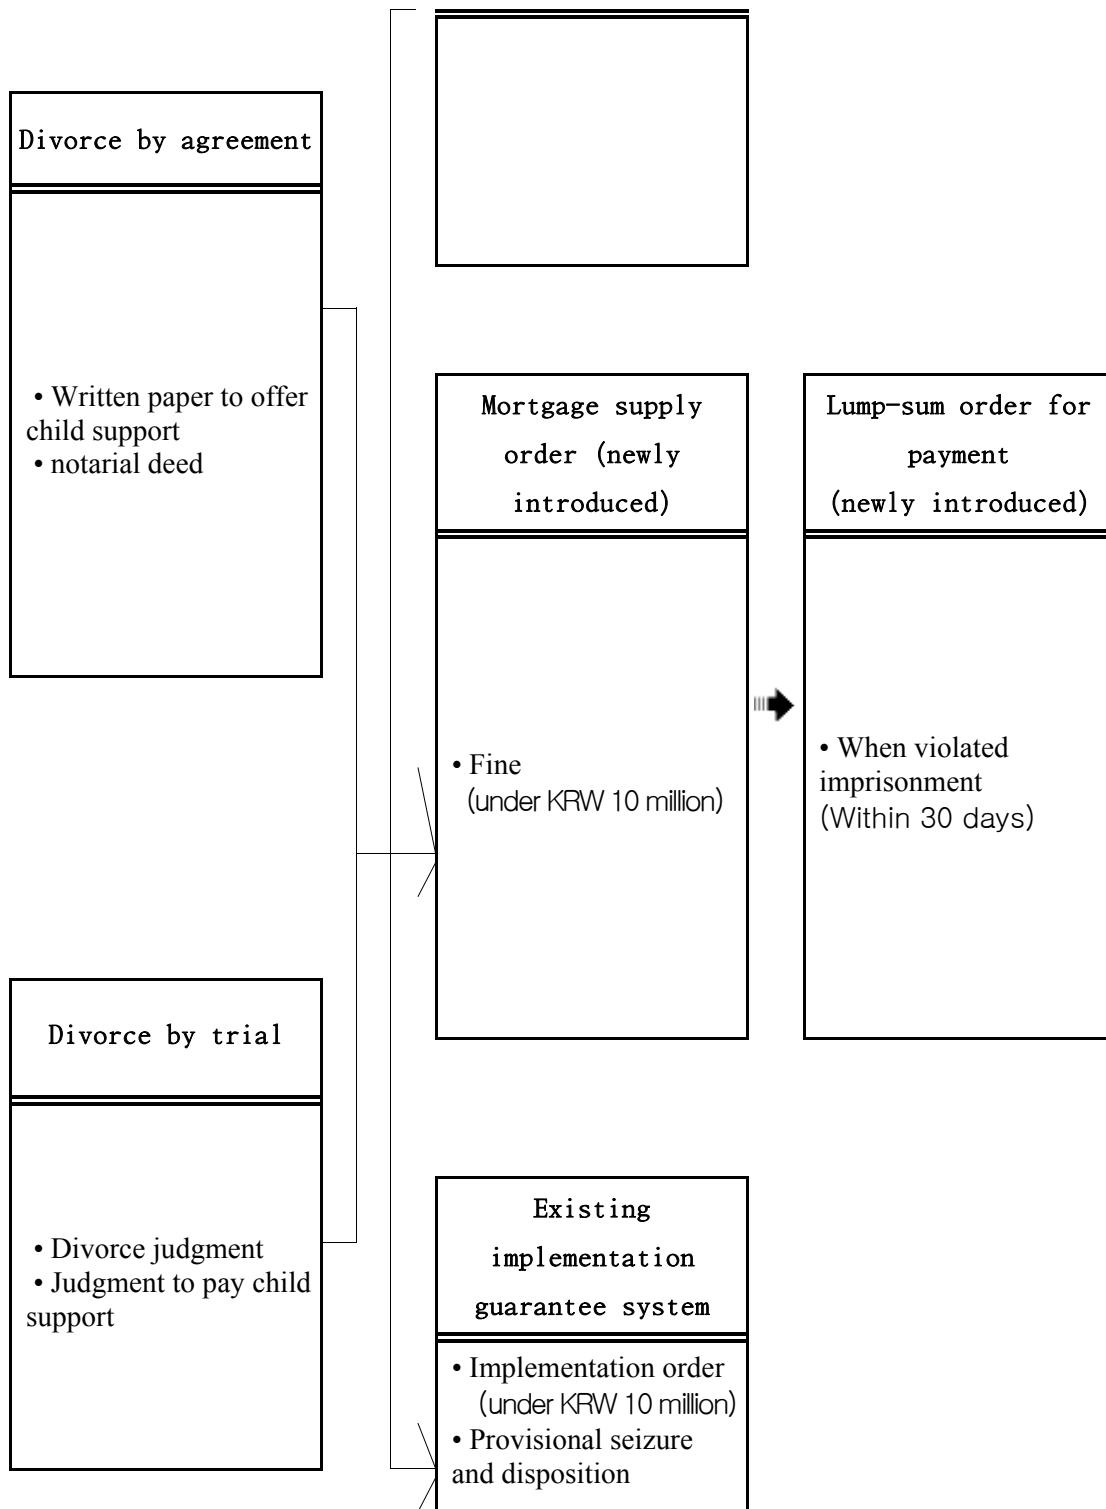 Divorce by agreement
• Written paper to offer
child support
• notarial deed
Mortgage supply
order (newly
introduced)
• Fine
(under KRW 10 million)
Lump-sum order for
payment
(newly introduced)
• When violated
imprisonment
(Within 30 days)
Divorce by trial
• Divorce judgment
• Judgment to pay child
support
Existing
implementation
guarantee system
• Implementation order
(under KRW 10 million)
• Provisional seizure
and disposition